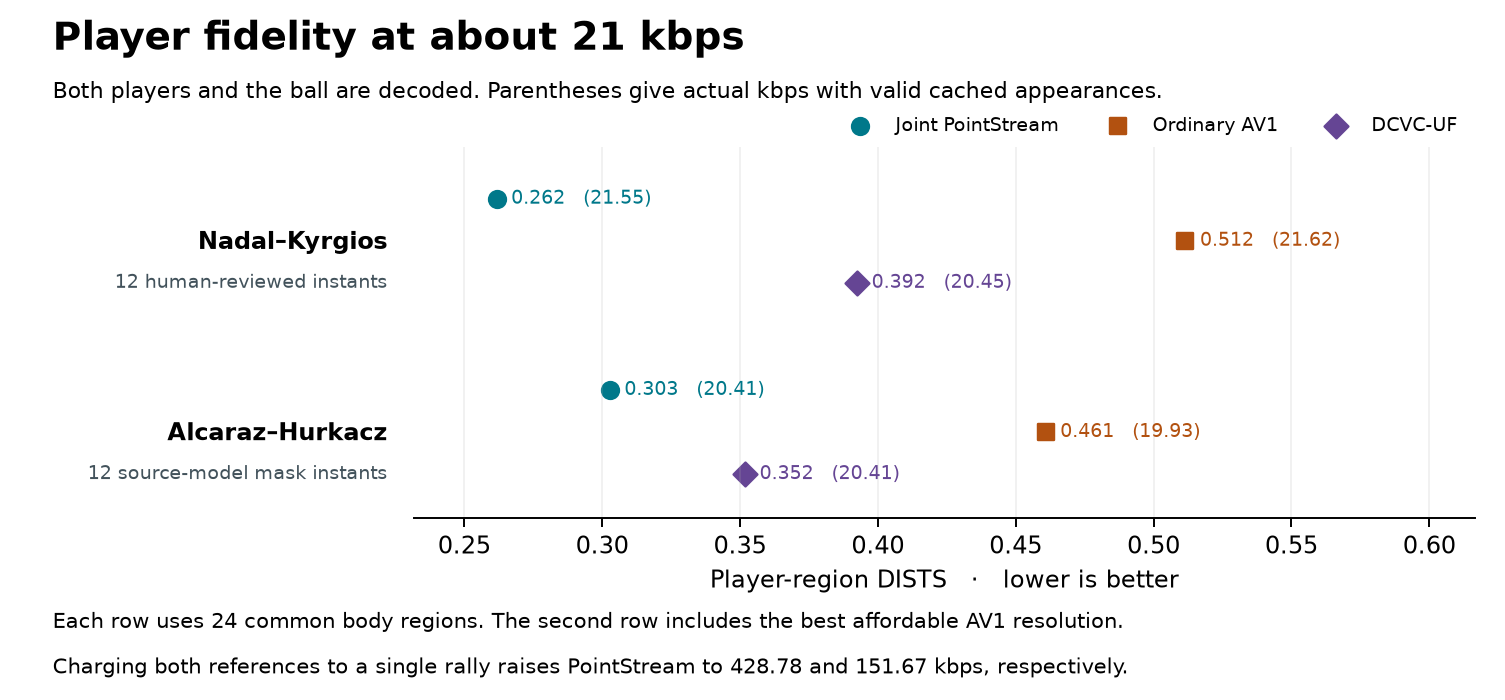 Player fidelity at about 21 kbps
Both players and the ball are decoded. Parentheses give actual kbps with valid cached appearances.
Joint PointStream Ordinary AV1 DCVC-UF
0.262 (21.55)
Nadal–Kyrgios 0.512 (21.62)
12 human-reviewed instants 0.392 (20.45)
0.303 (20.41)
Alcaraz–Hurkacz 0.461 (19.93)
12 source-model mask instants 0.352 (20.41)
0.25 0.30 0.35 0.40 0.45 0.50 0.55 0.60
Player-region DISTS · lower is better
Each row uses 24 common body regions. The second row includes the best affordable AV1 resolution.
Charging both references to a single rally raises PointStream to 428.78 and 151.67 kbps, respectively.